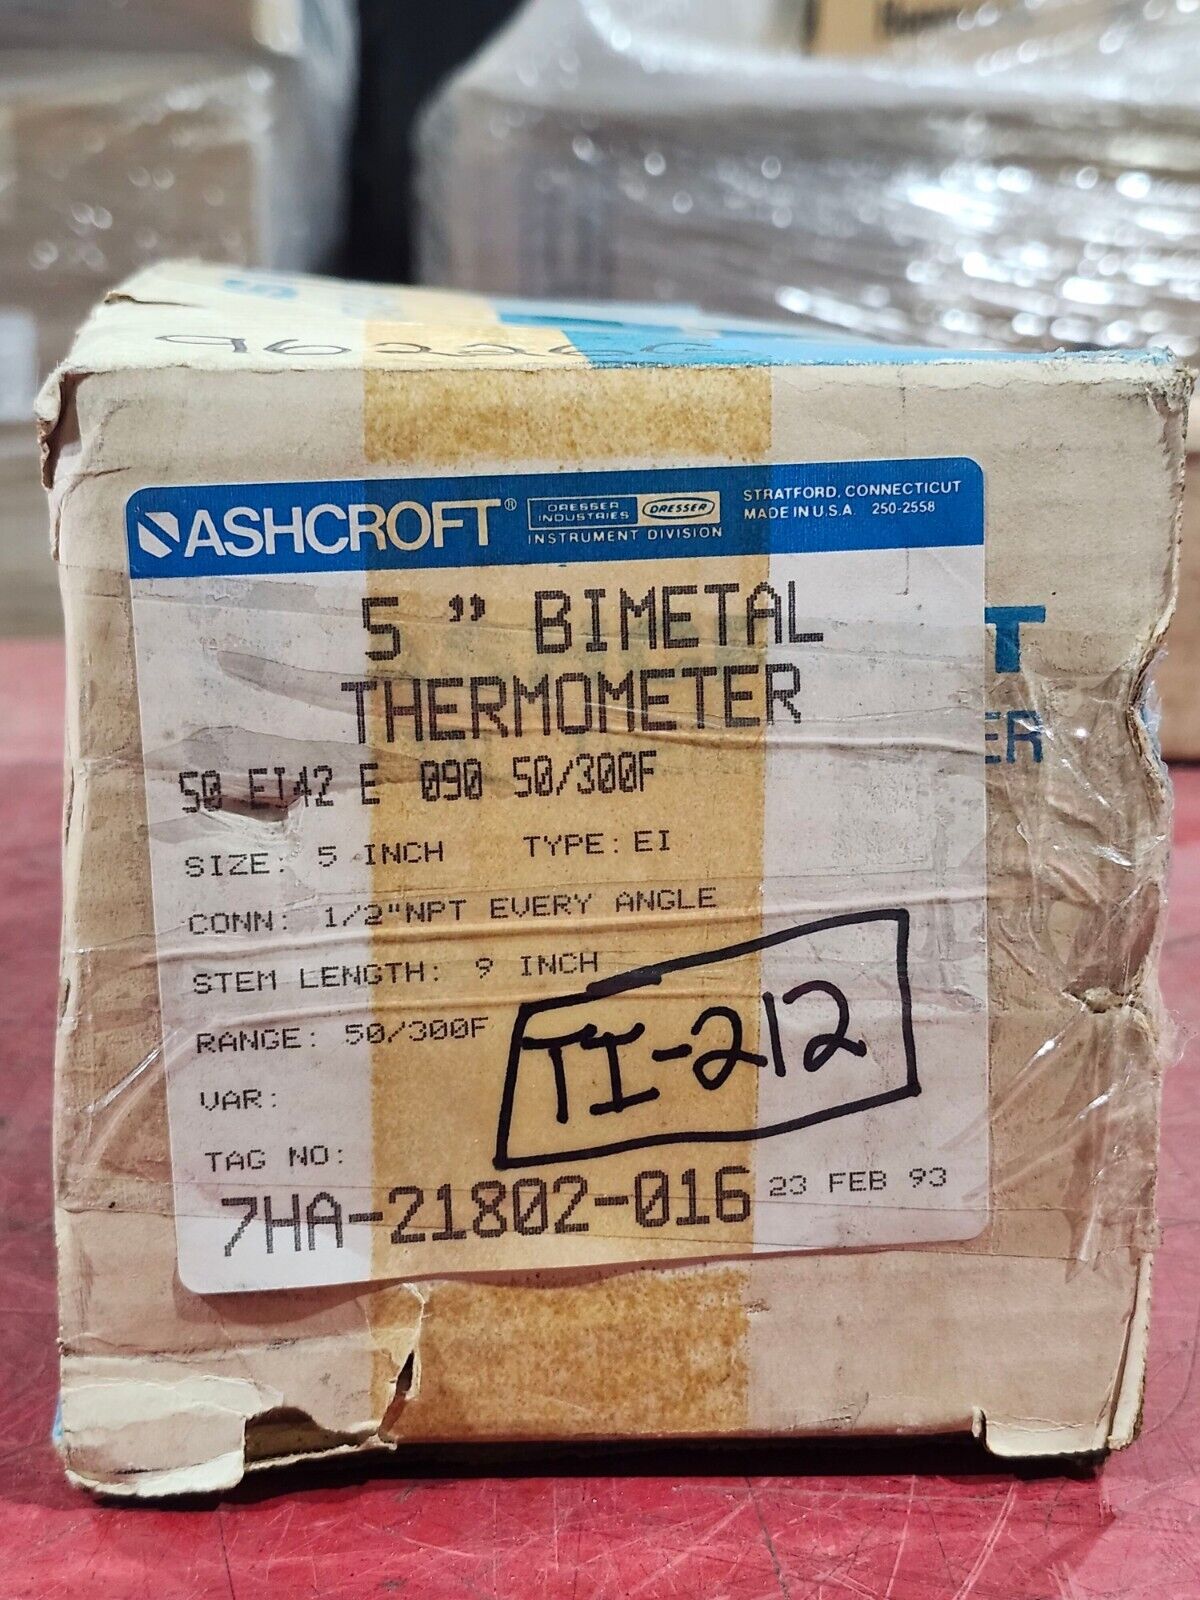 ASHCROFT® DRESSER INDUSTRIES DRESSER STRATFORD, CONNECTICUT
INSTRUMENT DIVISION MADE IN U.S.A. 250-2558
5 " BIMETAL
THERMOMETER
50 EI42 E 090 50/300F
SIZE: 5 INCH TYPE: EI
CONN: 1/2"NPT EVERY ANGLE
STEM LENGTH: 9 INCH
RANGE: 50/300F
TI-212
VAR:
TAG NO:
7HA-21802-016 23 FEB 93
T
ER